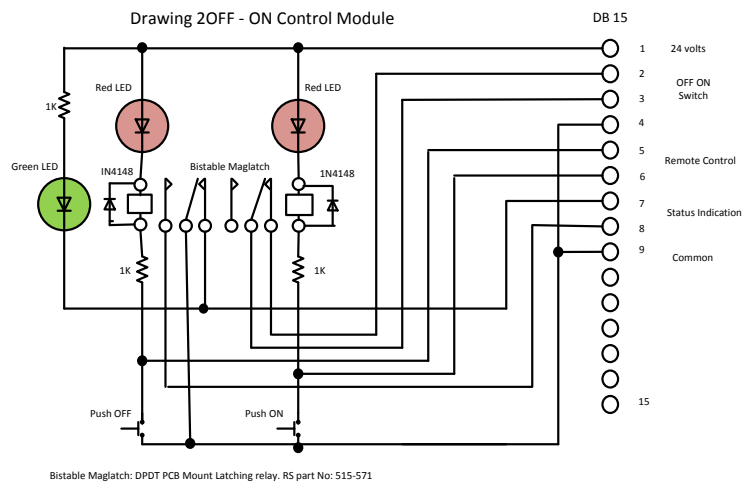 Drawing 2OFF - ON Control Module
DB 15
1 24 volts
2
OFF ON
Switch
3
4
5
Remote Control
6
7
Status Indication
8
9
Common
15
Red LED
Red LED
1K
Green LED
IN4148
Bistable Maglatch
1N4148
1K
1K
Push OFF
Push ON
Bistable Maglatch: DPDT PCB Mount Latching relay. RS part No: 515-571